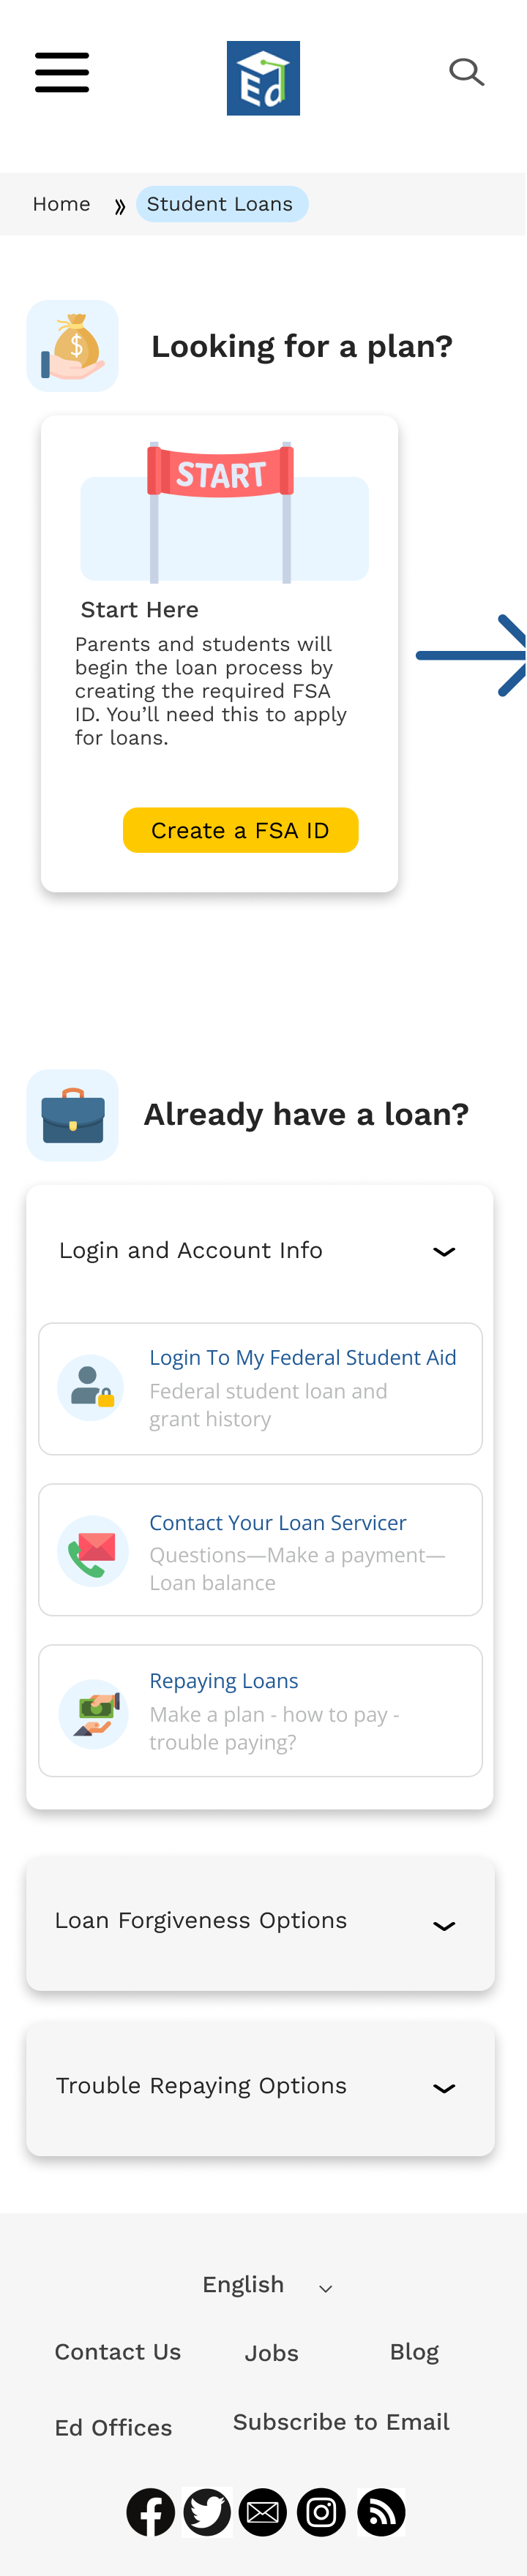 Ed
Home » Student Loans
Looking for a plan?
START
Start Here
Parents and students will
begin the loan process by
creating the required FSA
ID. You’ll need this to apply
for loans.
Create a FSA ID
Already have a loan?
Login and Account Info
Login To My Federal Student Aid
Federal student loan and
grant history
Contact Your Loan Servicer
Questions—Make a payment—
Loan balance
Repaying Loans
Make a plan - how to pay -
trouble paying?
Loan Forgiveness Options
Trouble Repaying Options
English
Contact Us Jobs Blog
Ed Offices Subscribe to Email